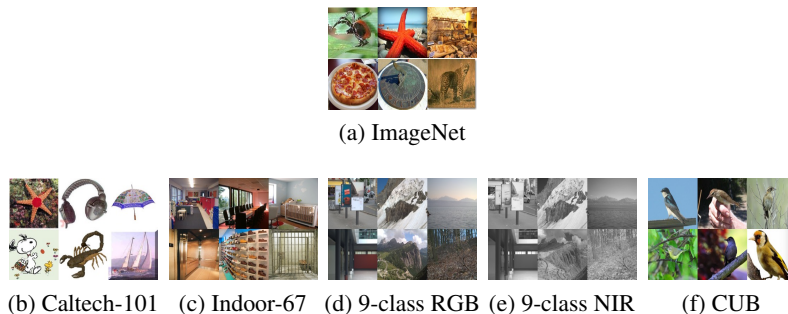 (a) ImageNet
(b) Caltech-101 (c) Indoor-67 (d) 9-class RGB (e) 9-class NIR (f) CUB